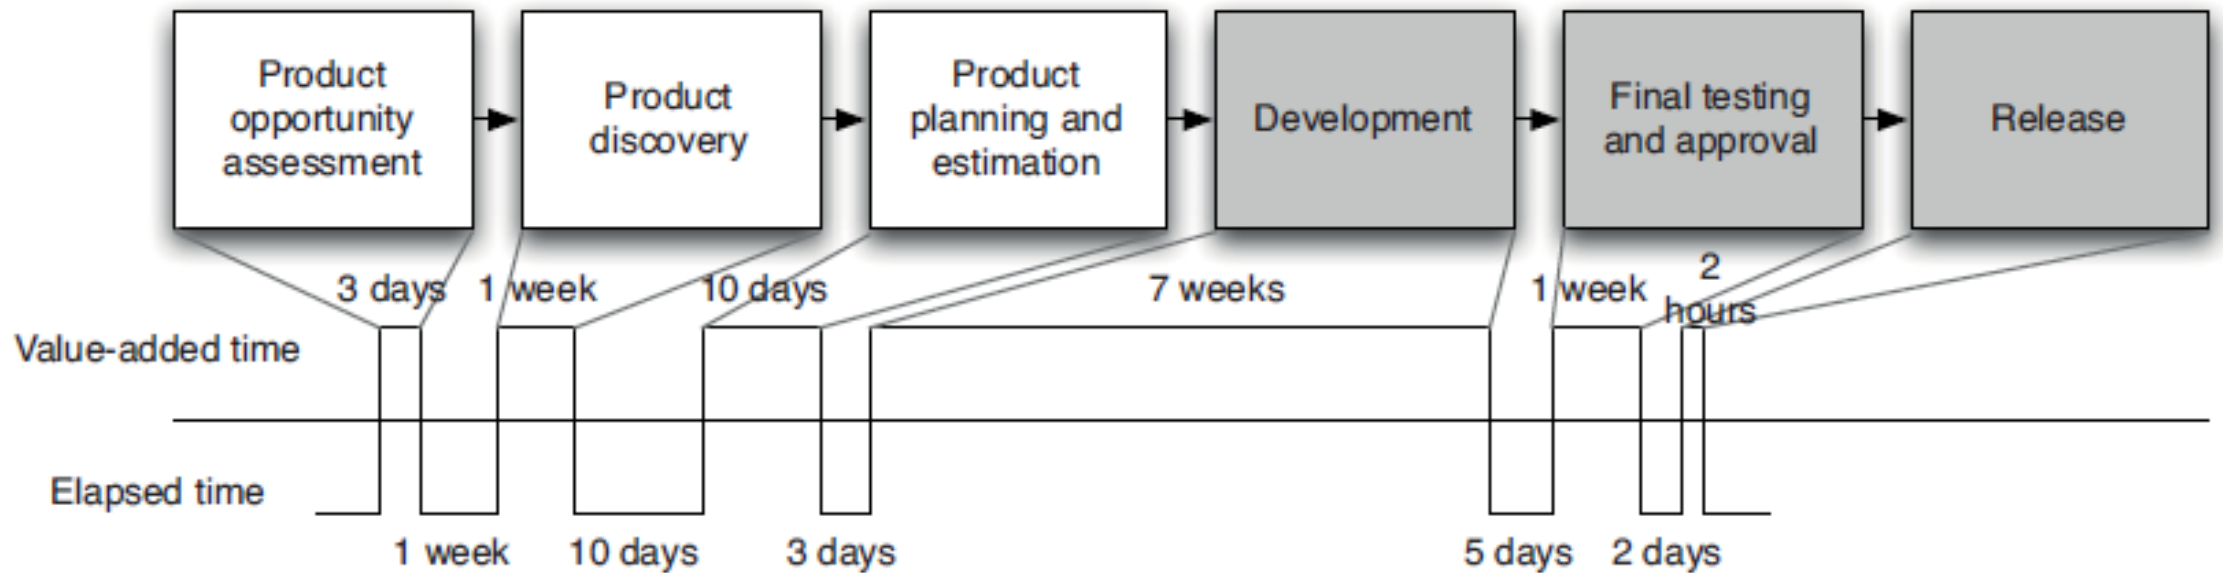 Product
opportunity
assessment
Product
discovery
Product
planning and
estimation
Development
Final testing
and approval
Release
3 days
1 week
10 days
7 weeks
1 week
2
hours
Value-added time
Elapsed time
1 week
10 days
3 days
5 days
2 days